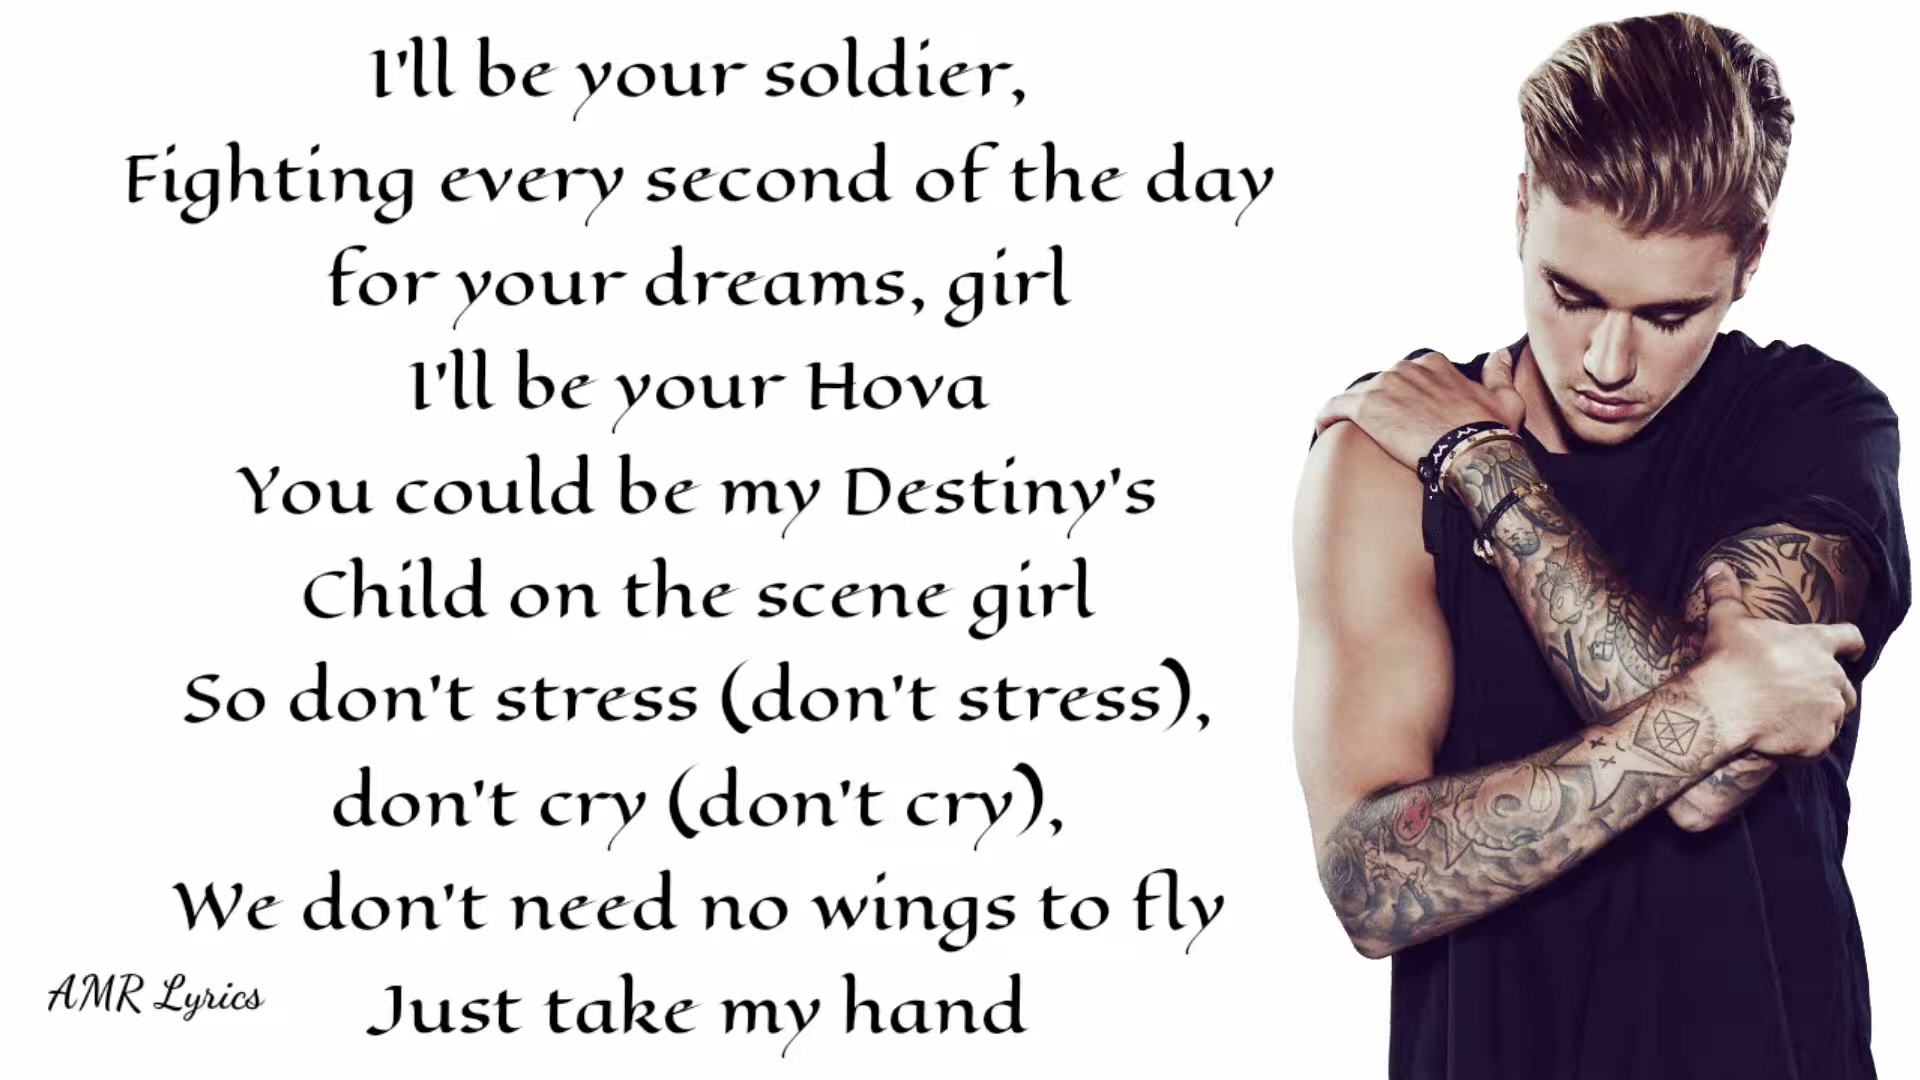 I'll be your soldier,
Fighting every second of the day
for your dreams, girl
I'll be your Hova
You could be my Destiny's
Child on the scene girl
So don't stress (don't stress),
don't cry (don't cry),
We don't need no wings to fly
Just take my hand
AMR Lyrics